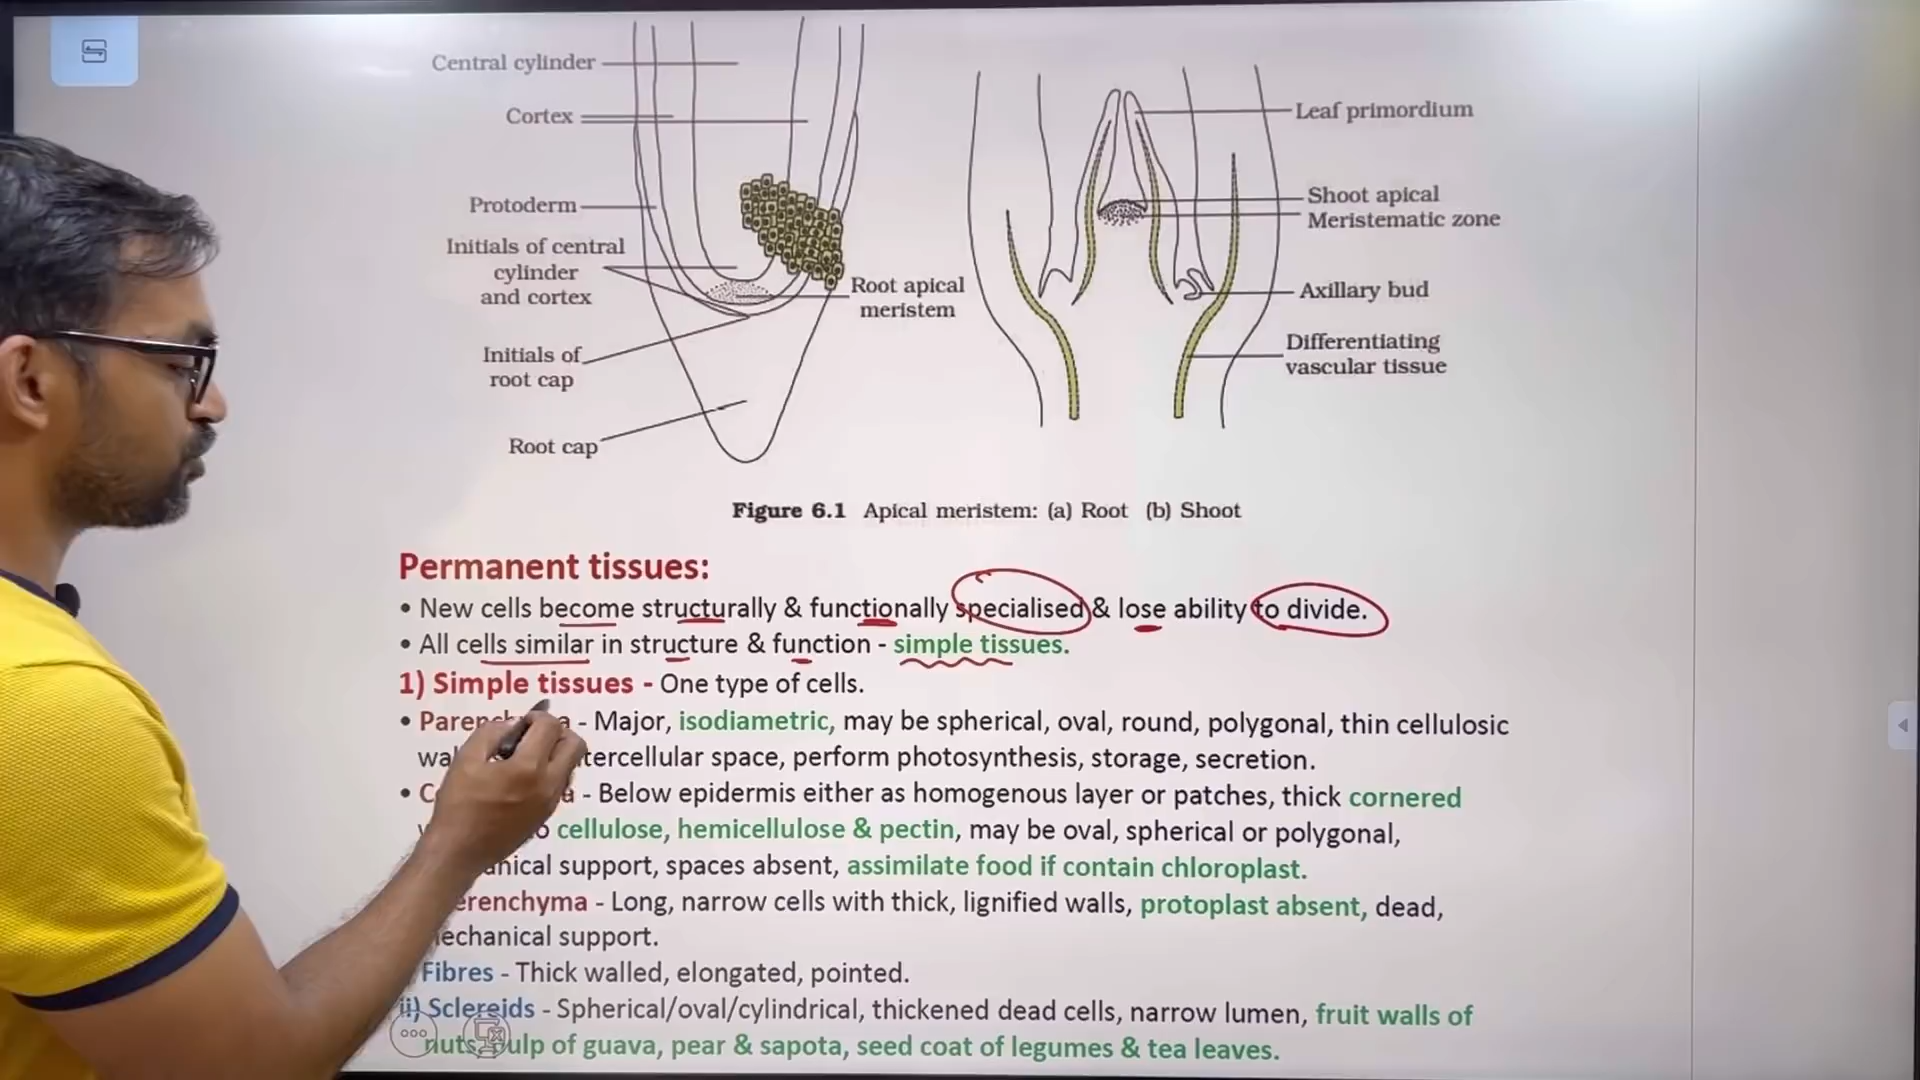 Central cylinder
Cortex
Protoderm
Initials of central
cylinder
and cortex
Root apical
meristem
Initials of
root cap
Root cap
Leaf primordium
Shoot apical
Meristematic zone
Axillary bud
Differentiating
vascular tissue
Figure 6.1 Apical meristem: (a) Root (b) Shoot
Permanent tissues:
• New cells become structurally & functionally specialised & lose ability to divide.
• All cells similar in structure & function - simple tissues.
1) Simple tissues - One type of cells.
• - Major, isodiametric, may be spherical, oval, round, polygonal, thin cellulosic
space, perform photosynthesis, storage, secretion.
• - Below epidermis either as homogenous layer or patches, thick cornered
cellulose, hemicellulose & pectin, may be oval, spherical or polygonal,
support, spaces absent, assimilate food if contain chloroplast.
- Long, narrow cells with thick, lignified walls, protoplast absent, dead,
support.
Fibres - Thick walled, elongated, pointed.
ii) Sclereids - Spherical/oval/cylindrical, thickened dead cells, narrow lumen, fruit walls of
nuts, pulp of guava, pear & sapota, seed coat of legumes & tea leaves.